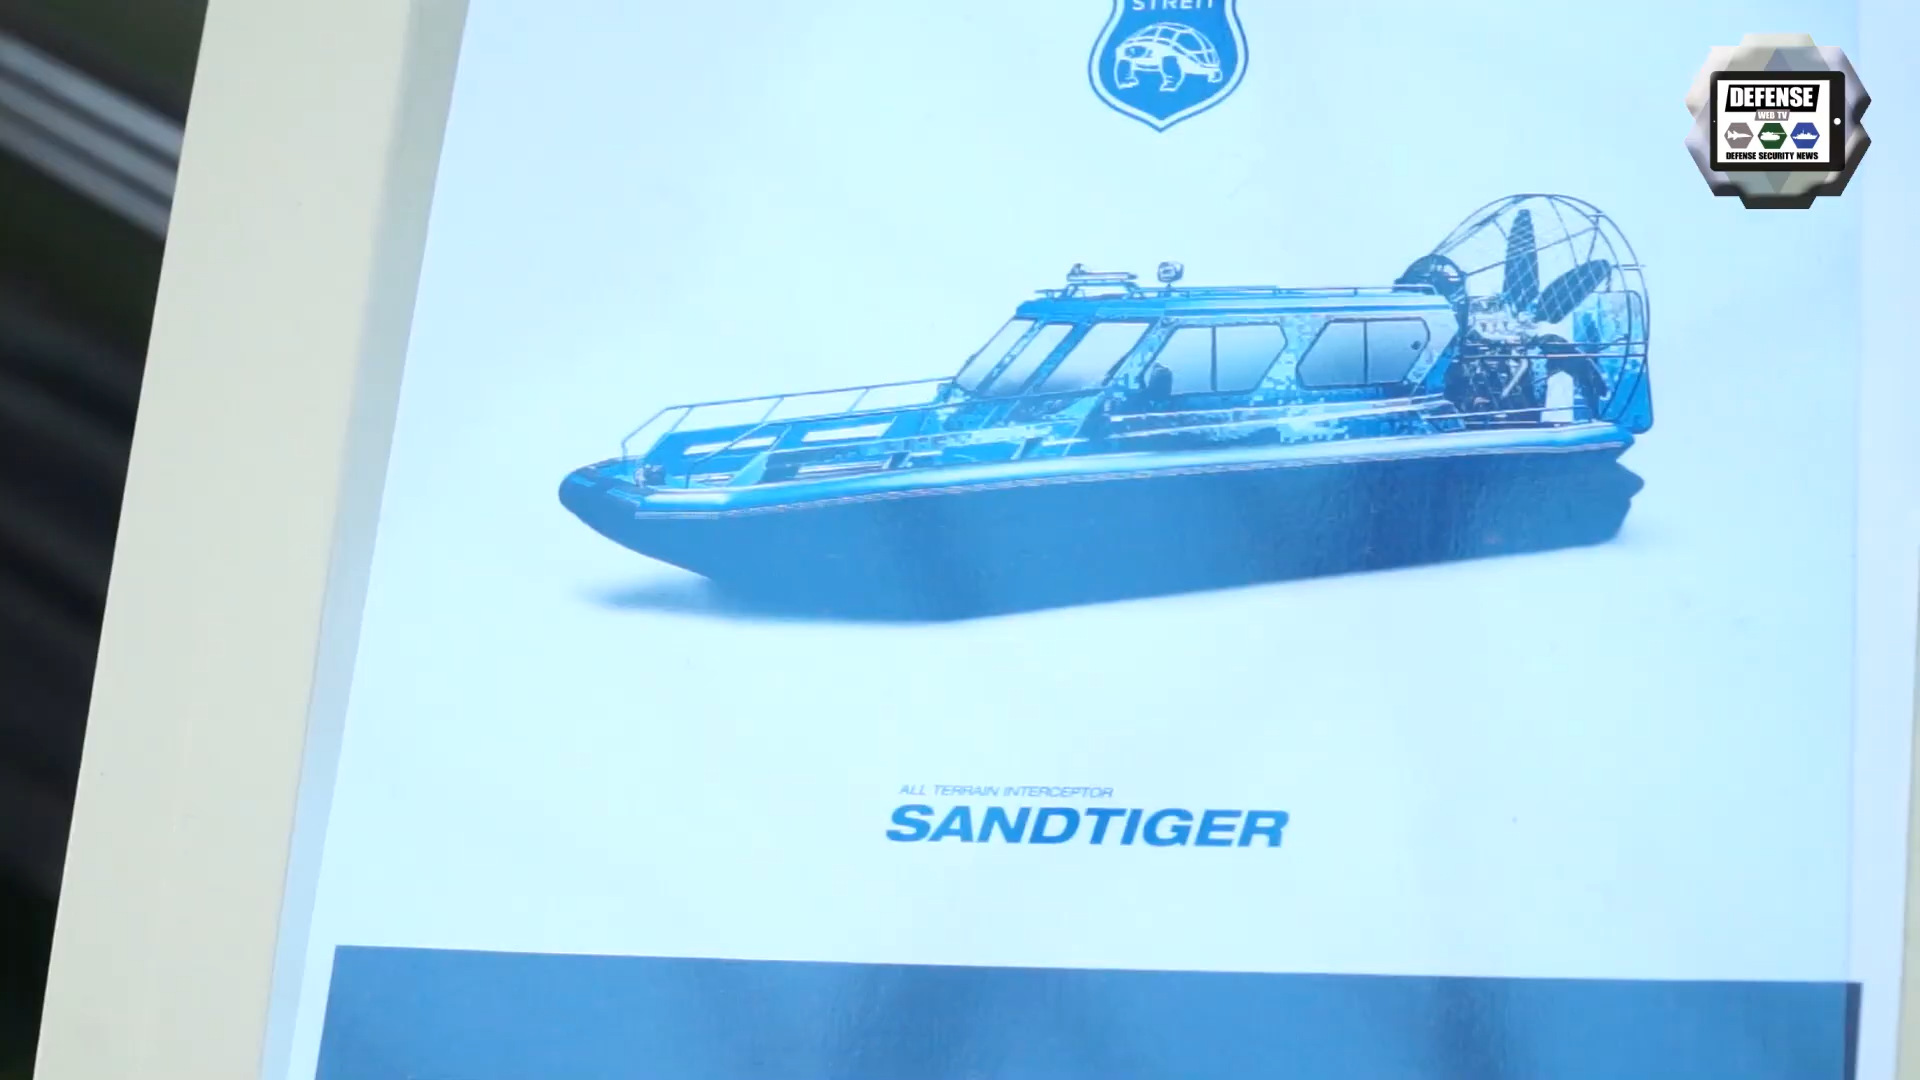 STREIT
DEFENSE
WEB TV
DEFENSE SECURITY NEWS
ALL TERRAIN INTERCEPTOR
SANDTIGER